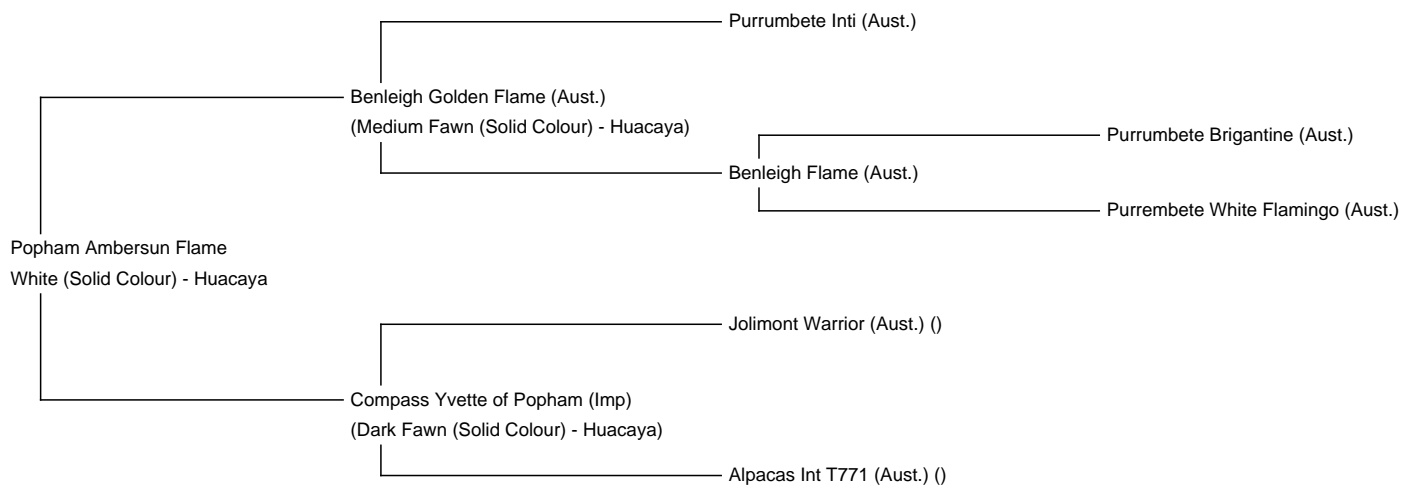 Purrumbete Inti (Aust.)
Benleigh Golden Flame (Aust.)
(Medium Fawn (Solid Colour) - Huacaya)
Purrumbete Brigantine (Aust.)
Benleigh Flame (Aust.)
Purrembete White Flamingo (Aust.)
Popham Ambersun Flame
White (Solid Colour) - Huacaya
Jolimont Warrior (Aust.) ()
Compass Yvette of Popham (Imp)
(Dark Fawn (Solid Colour) - Huacaya)
Alpacas Int T771 (Aust.) ()